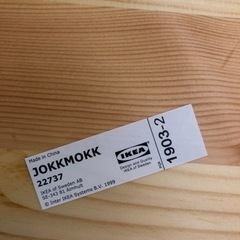 Made in China
JOKKMOKK
22737
IKEA of Sweden AB
SE-343 81 Älmhult
© Inter IKEA Systems B.V. 1999
IKEA
Design and Quality
IKEA of Sweden
1903-2